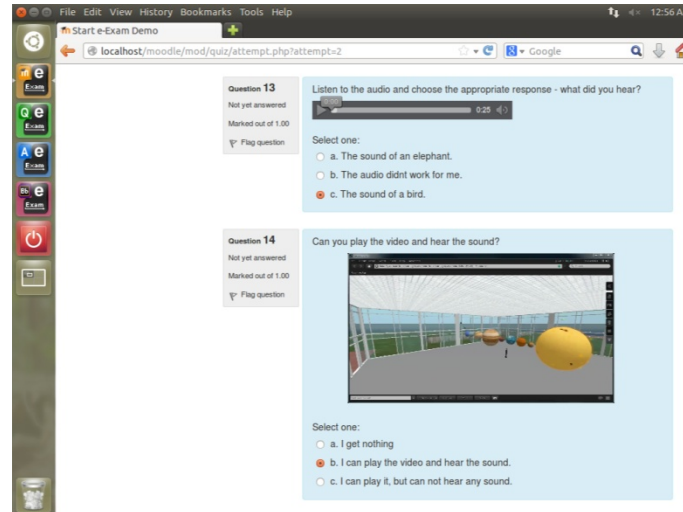 File Edit View History Bookmarks Tools Help
12:56 A
Start e-Exam Demo
localhost/moodle/mod/quiz/attempt.php?attempt=2
Google
e
Exam
Q e
Exam
A e
Exam
Bb e
Exam
Question 13
Not yet answered
Marked out of 1.00
Flag question
Listen to the audio and choose the appropriate response - what did you hear?
0:00
0:25
Select one:
a. The sound of an elephant.
b. The audio didnt work for me.
c. The sound of a bird.
Question 14
Not yet answered
Marked out of 1.00
Flag question
Can you play the video and hear the sound?
Select one:
a. I get nothing
b. I can play the video and hear the sound.
c. I can play it, but can not hear any sound.